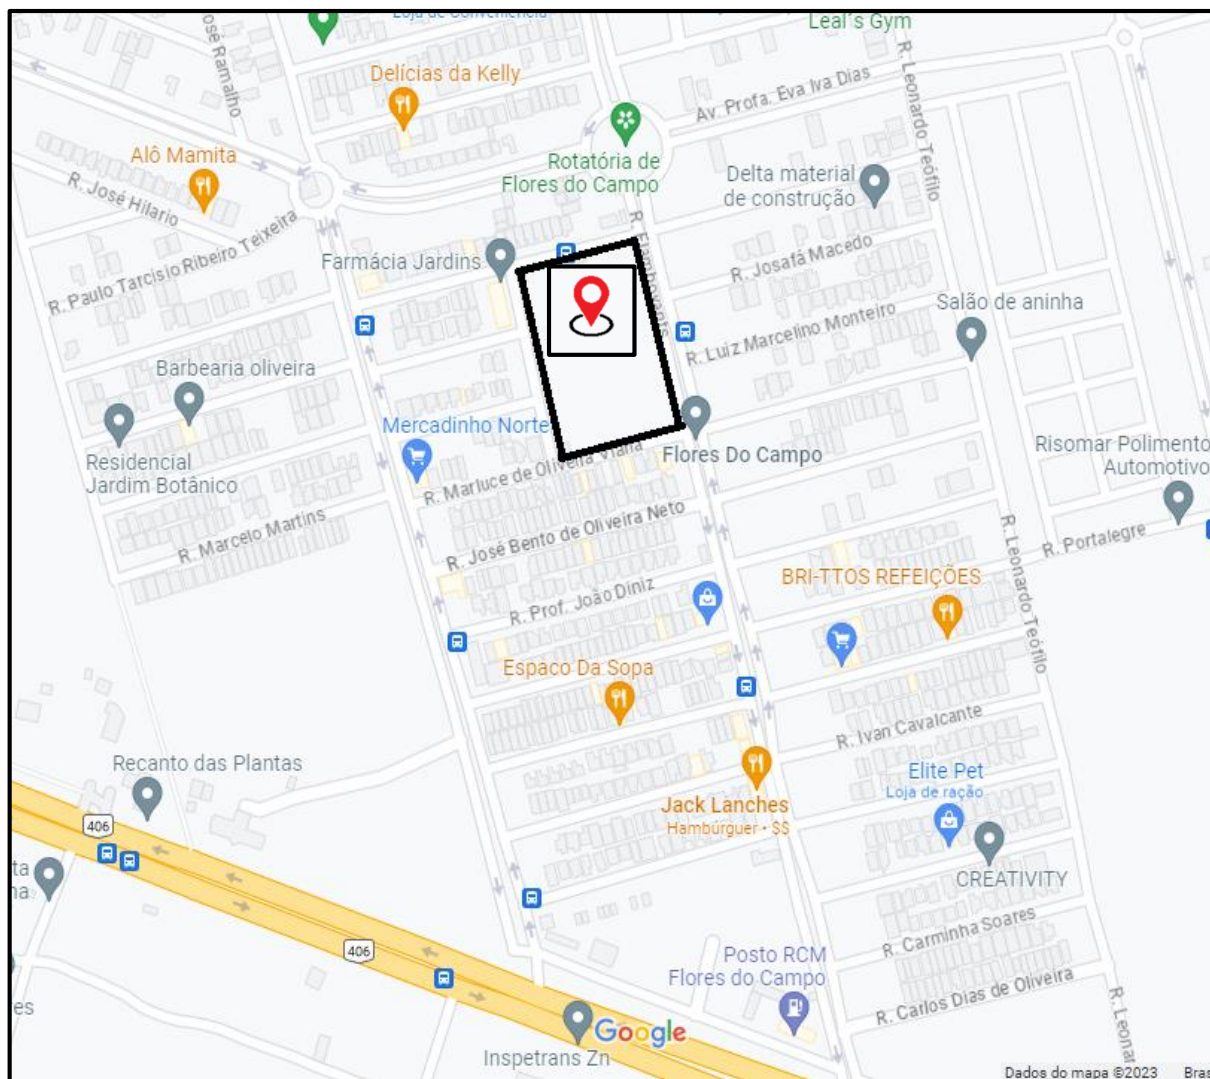 Loja de Conveniência
Leal's Gym
José Ramalho
Delícias da Kelly
R. Leonardo Teófilo
Av. Profa. Eva Iva Dias
Alô Mamita
Rotatória de
Flores do Campo
Delta material
de construção
R. José Hilario
R. Paulo Tarcisio Ribeiro Teixeira
R. Flamboyants
Farmácia Jardins
R. Josafá Macedo
Salão de aninha
R. Luiz Marcelino Monteiro
Barbearia oliveira
Mercadinho Norte
Residencial
Jardim Botânico
Flores Do Campo
Risomar Polimento
Automotivo
R. Marluce de Oliveira Viana
R. Marcelo Martins
R. José Bento de Oliveira Neto
R. Portalegre
R. Leonardo Teófilo
BRI-TTOS REFEIÇÕES
R. Prof. João Diniz
Espaco Da Sopa
R. Ivan Cavalcante
Recanto das Plantas
Elite Pet
Loja de ração
Jack Lanches
Hambúrguer • $$
406
ta
na
CREATIVITY
R. Carminha Soares
406
Posto RCM
Flores do Campo
R. Carlos Dias de Oliveira
es
R. Leona
Google
Inspetrans Zn
Dados do mapa ©2023 Bras